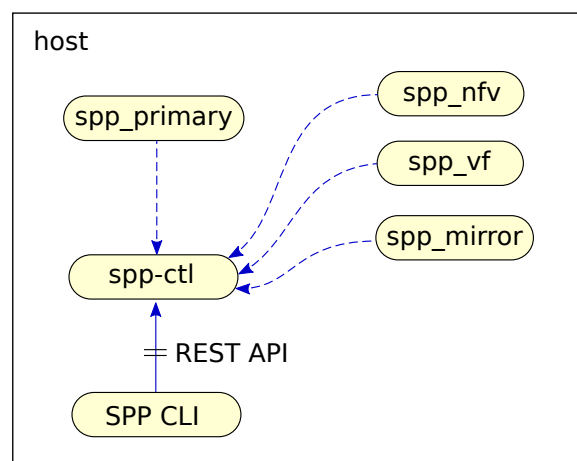 host
spp_primary
spp_nfv
spp_vf
spp_mirror
spp-ctl
REST API
SPP CLI